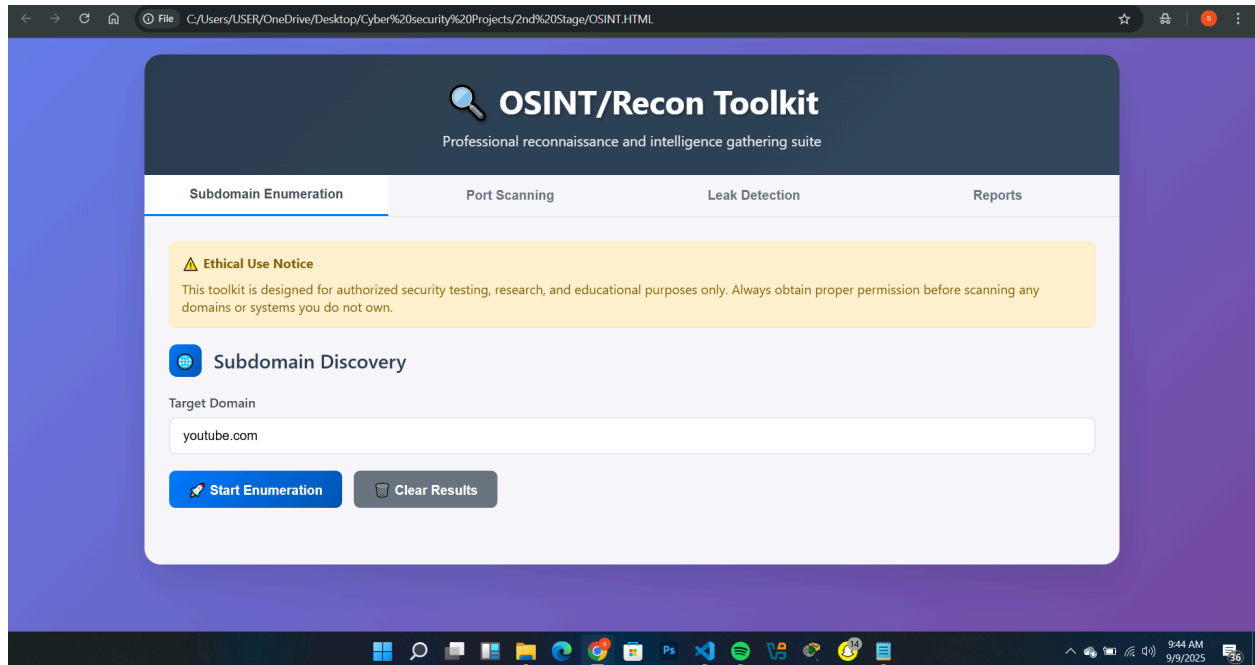 File
C:/Users/USER/OneDrive/Desktop/Cyber%20security%20Projects/2nd%20Stage/OSINT.HTML
S
OSINT/Recon Toolkit
Professional reconnaissance and intelligence gathering suite
Subdomain Enumeration
Port Scanning
Leak Detection
Reports
Ethical Use Notice
This toolkit is designed for authorized security testing, research, and educational purposes only. Always obtain proper permission before scanning any
domains or systems you do not own.
Subdomain Discovery
Target Domain
youtube.com
Start Enumeration
Clear Results
Ps
14
9:44 AM
9/9/2025
36